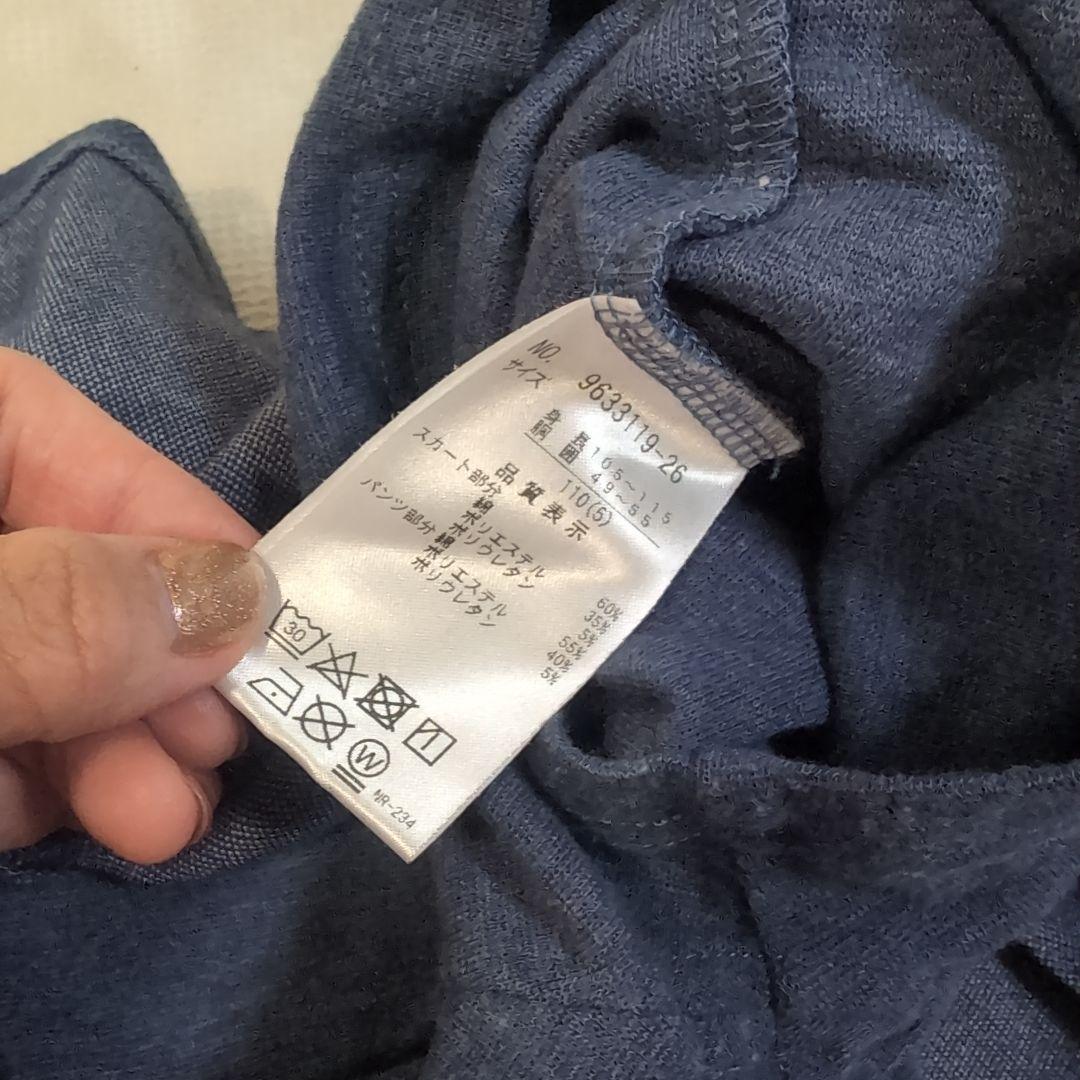 NO. 9633119-26
サイズ 110(5)
身長 105~115
胴囲 49~55
品質表示
スカート部分
綿 60%
ポリエステル 35%
ポリウレタン 5%
パンツ部分
綿 55%
ポリエステル 40%
ポリウレタン 5%
30
W
MR-234